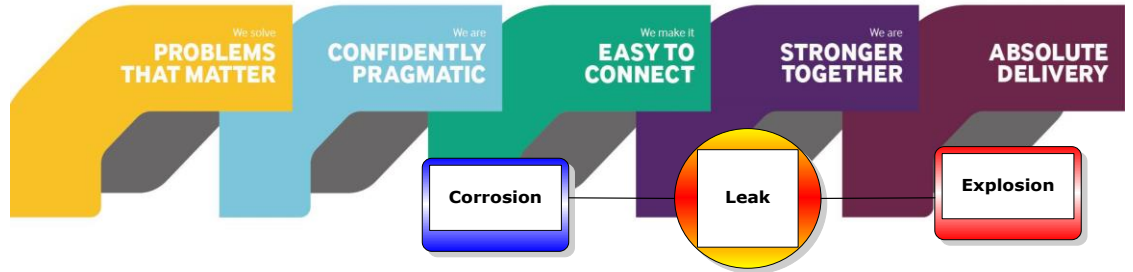 We solve
PROBLEMS
THAT MATTER
We are
CONFIDENTLY
PRAGMATIC
We make it
EASY TO
CONNECT
We are
STRONGER
TOGETHER
ABSOLUTE
DELIVERY
Corrosion
Leak
Explosion